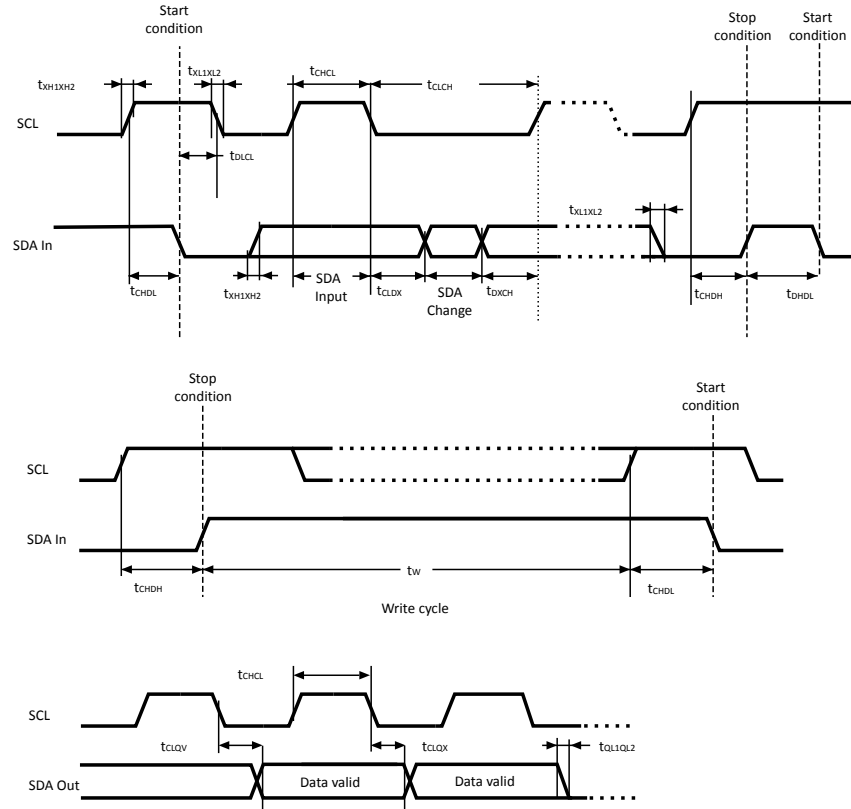 Start
condition
Stop
condition
Start
condition
tXH1XH2
tXL1XL2
tCHCL
tCLCH
SCL
tDLCL
tXL1XL2
SDA In
tCHDL
tXH1XH2
SDA
Input
tCLDX
SDA
Change
tDXCH
tCHDH
tDHDL
Stop
condition
Start
condition
SCL
SDA In
tCHDH
tW
tCHDL
Write cycle
tCHCL
SCL
tCLQV
tCLQX
tQL1QL2
SDA Out
Data valid
Data valid